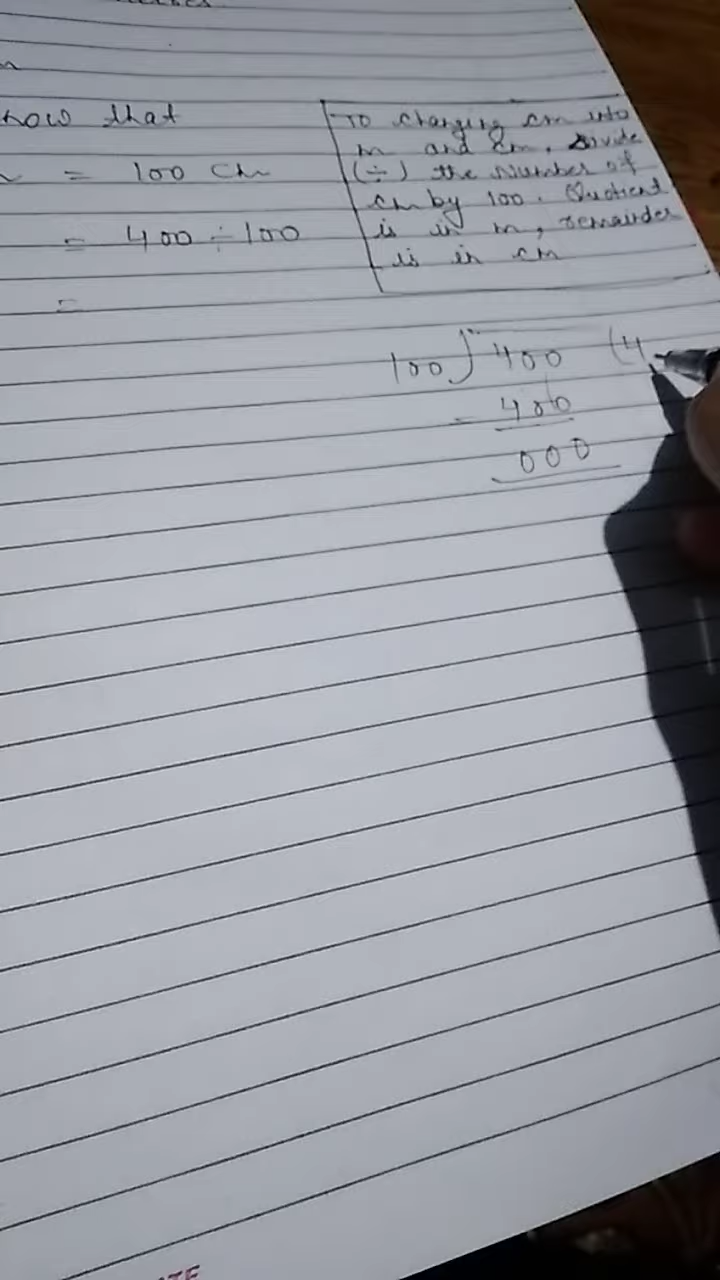 now that
= 100 cm
= 400 ÷ 100
=
To changing cm into
m and cm, Divide
(÷) the Number of
cm by 100. Quotient
is in m, remainder
is in cm
100 ) 400 (4
- 400
000